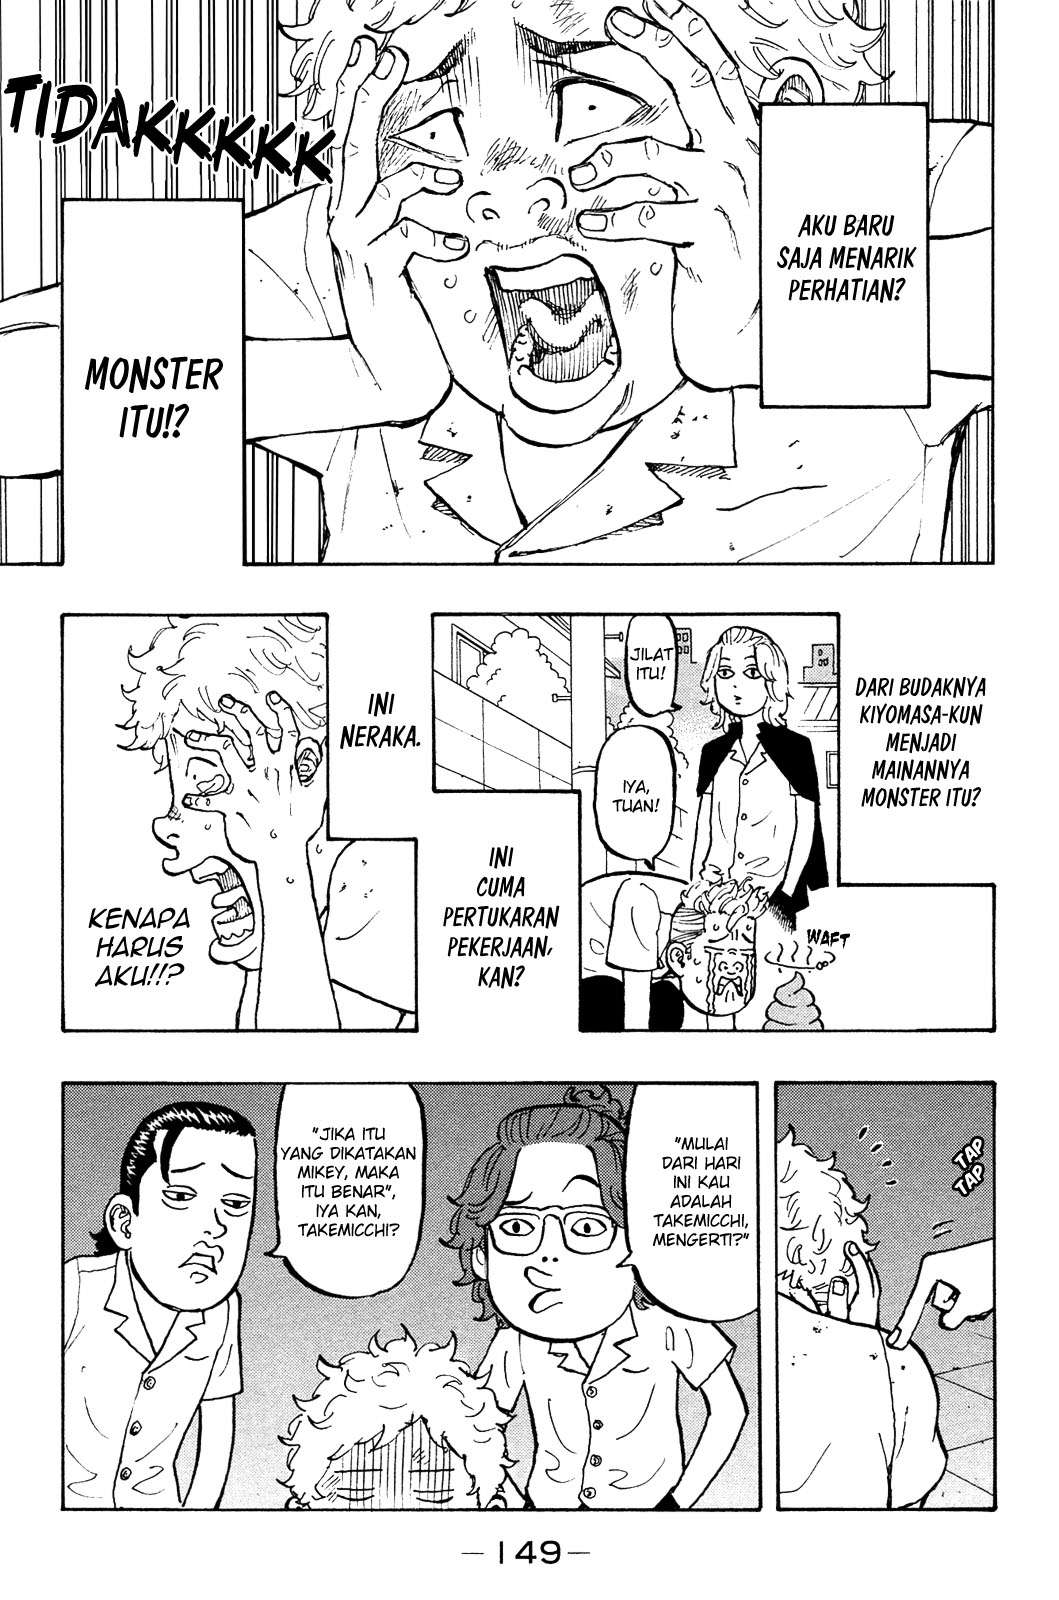 AKU BARU
SAJA MENARIK
PERHATIAN?
TIDAKKKKK
MONSTER
ITU!?
DARI BUDAKNYA
KIYOMASA-KUN
MENJADI
MAINANNYA
MONSTER ITU?
JILAT
ITU!
IYA,
TUAN!
WAFT
INI
CUMA
PERTUKARAN
PEKERJAAN,
KAN?
INI
NERAKA.
KENAPA
HARUS
AKU!!?
TAP
TAP
"MULAI
DARI HARI
INI KAU
ADALAH
TAKEMICCHI,
MENGERTI?"
"JIKA ITU
YANG DIKATAKAN
MIKEY, MAKA
ITU BENAR",
IYA KAN,
TAKEMICCHI?
— 149 —